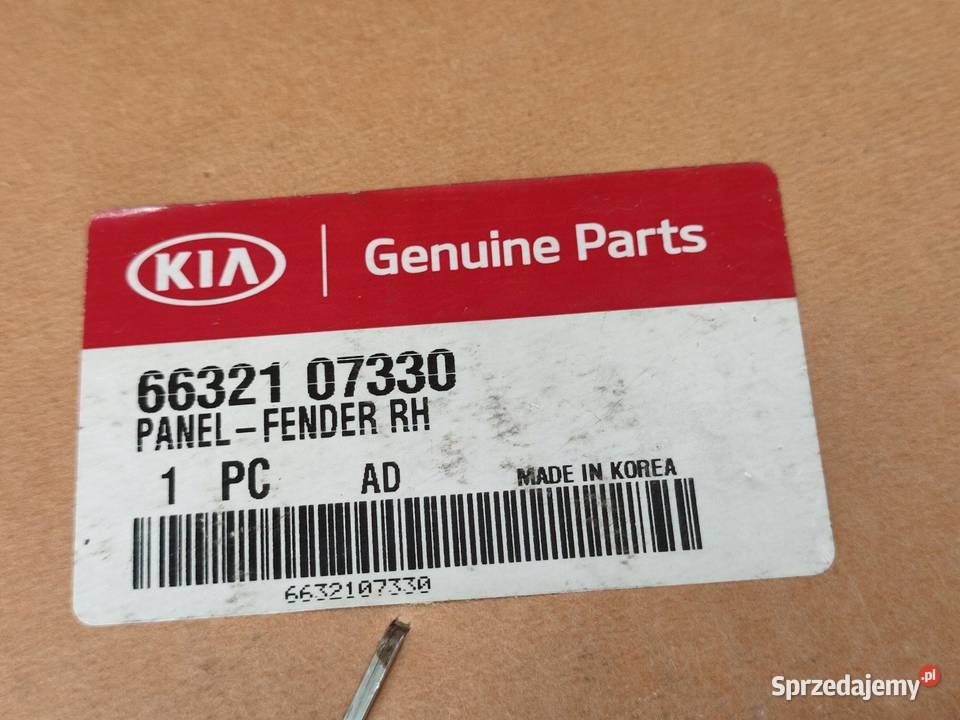 KIA Genuine Parts
66321 07330
PANEL-FENDER RH
1 PC AD MADE IN KOREA
6632107330
Sprzedajemy.pl